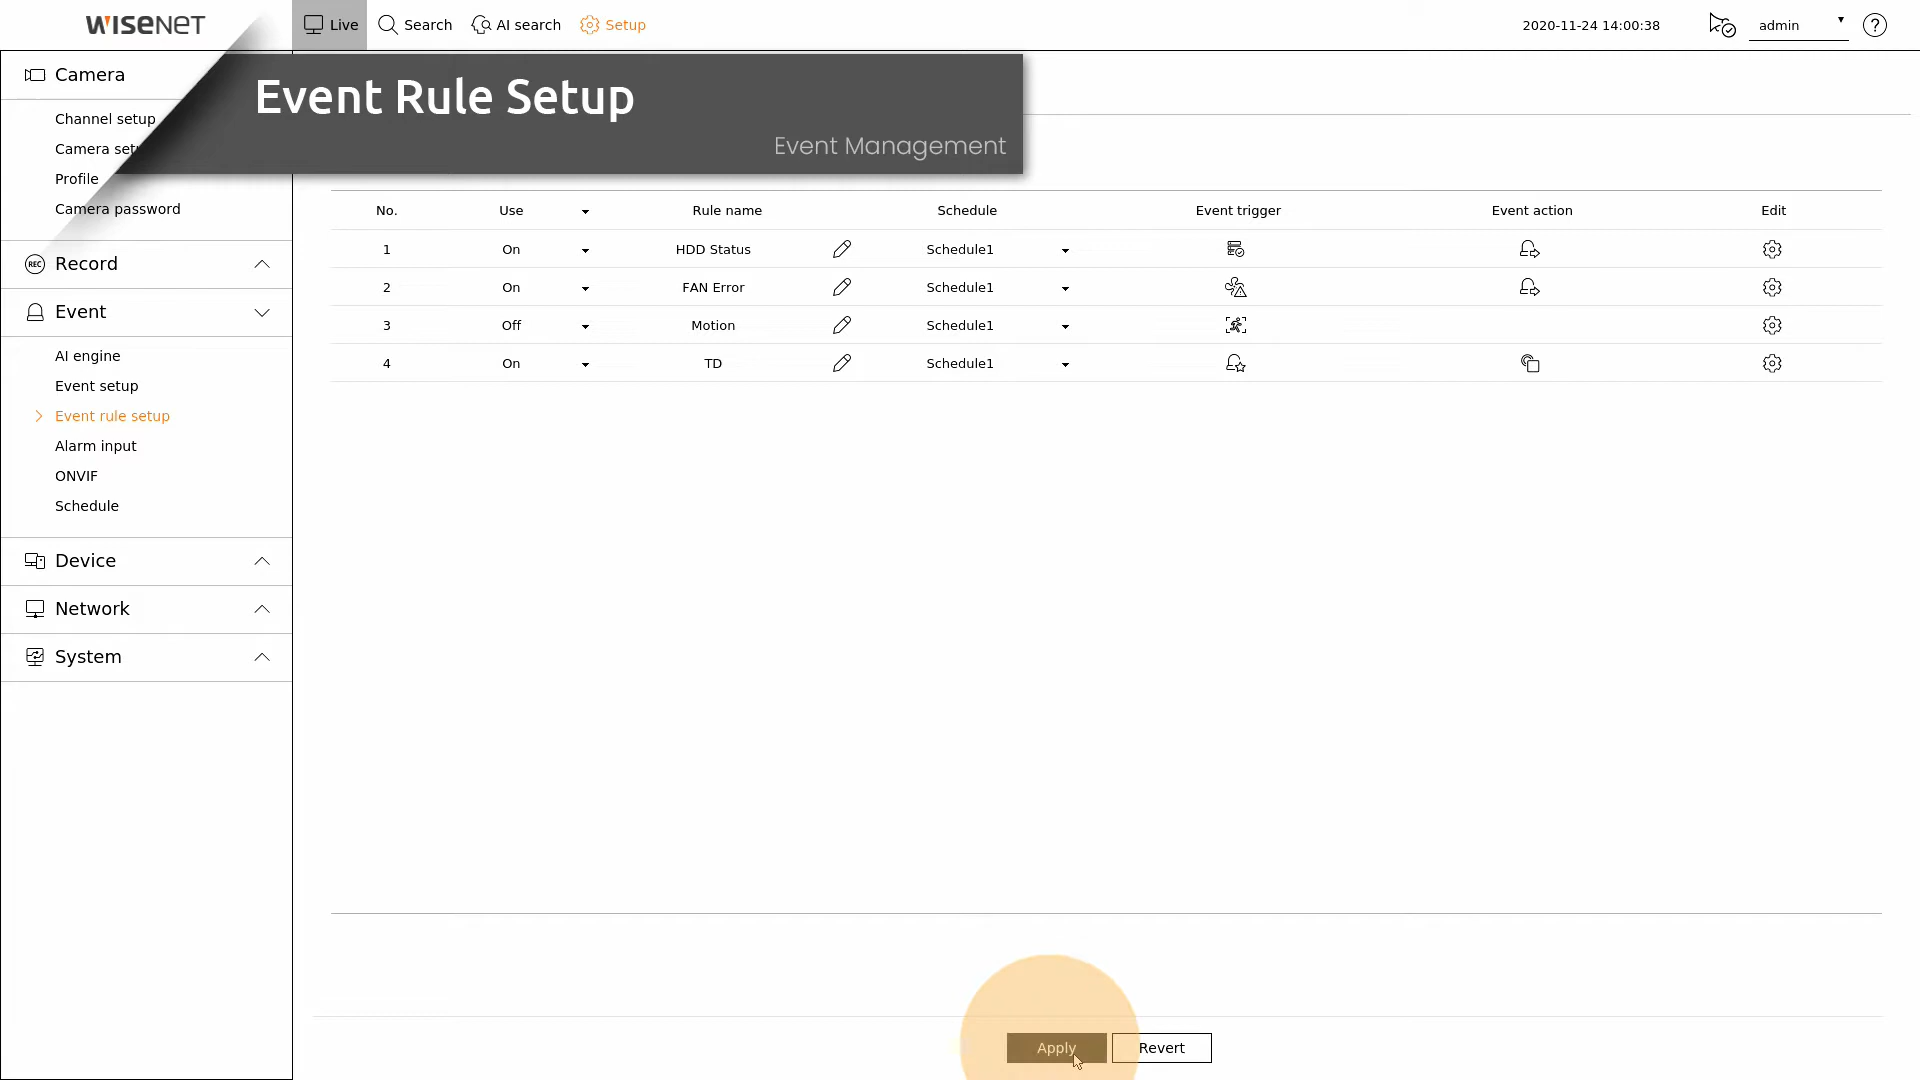 WISENET
Live Search AI search Setup 2020-11-24 14:00:38 admin ?
Camera
Event Rule Setup
Event Management
Channel setup
Camera setu
Profile
Camera password
No. Use Rule name Schedule Event trigger Event action Edit
1 On HDD Status Schedule1
REC Record
2 On FAN Error Schedule1
Event
3 Off Motion Schedule1
AI engine
4 On TD Schedule1
Event setup
Event rule setup
Alarm input
ONVIF
Schedule
Device
Network
System
Apply Revert